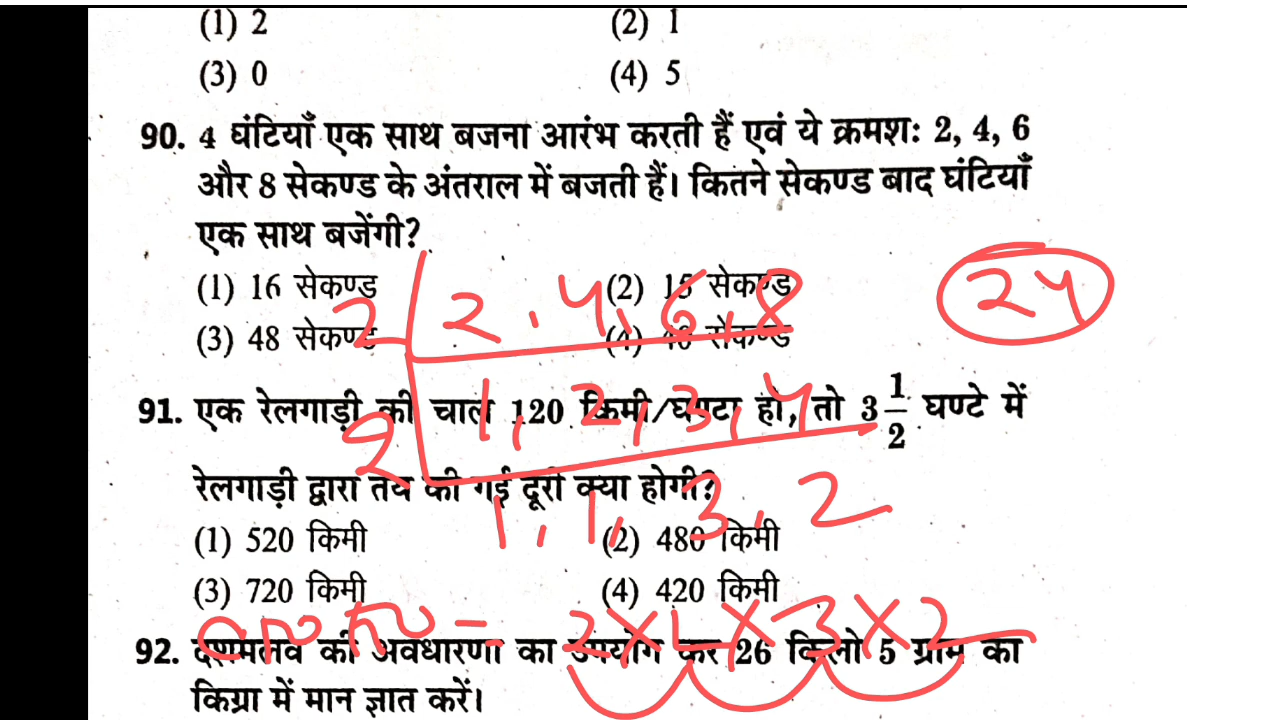 (1) 2 (2) 1
(3) 0 (4) 5
90. 4 घंटियाँ एक साथ बजना आरंभ करती हैं एवं ये क्रमशः 2, 4, 6
और 8 सेकण्ड के अंतराल में बजती हैं। कितने सेकण्ड बाद घंटियाँ
एक साथ बजेंगी?
(1) 16 सेकण्ड (2) 15 सेकण्ड
24
2 2, 4, 6, 8
(3) 48 सेकण्ड (4) सेकण्ड
1, 2, 3, 4
91. एक रेलगाड़ी की चाल 120 किमी/घण्टा हो, तो 3 1/2 घण्टे में
2
रेलगाड़ी द्वारा तय की गई दूरी क्या होगी?
1, 1, 3, 2
(1) 520 किमी (2) 480 किमी
(3) 720 किमी (4) 420 किमी
= 2×2×3×2
92. दशमलव की अवधारणा का उपयोग कर 26 किलो 5 ग्राम का
किग्रा में मान ज्ञात करें।